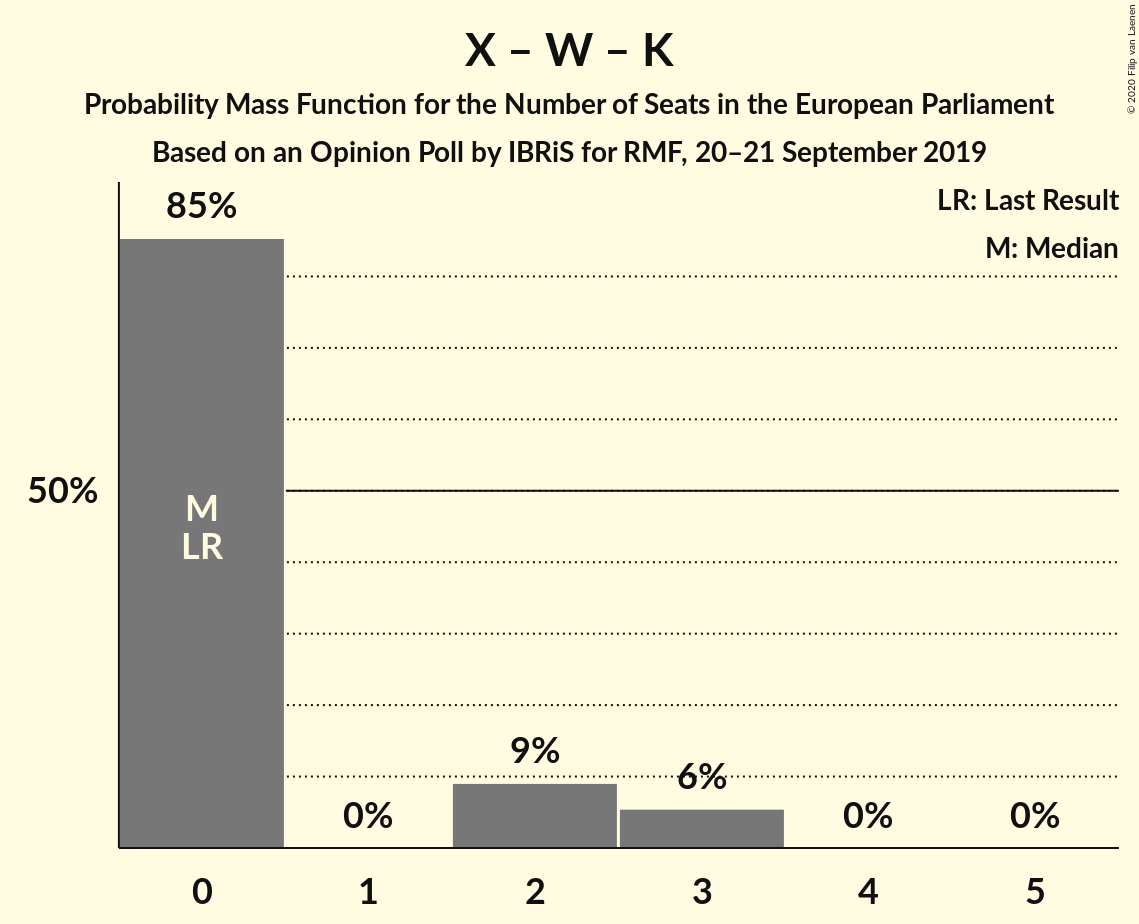 X – W – K
Probability Mass Function for the Number of Seats in the European Parliament
Based on an Opinion Poll by IBRiS for RMF, 20–21 September 2019
© 2020 Filip van Laenen
LR: Last Result
M: Median
85%
50%
M
LR
0%
9%
6%
0%
0%
0
1
2
3
4
5